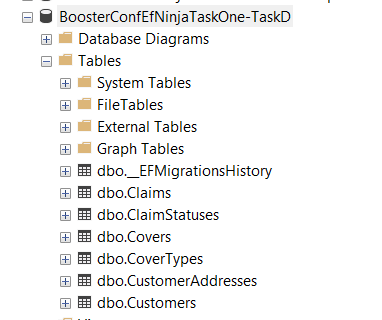 BoosterConfEfNinjaTaskOne-TaskD
Database Diagrams
Tables
System Tables
FileTables
External Tables
Graph Tables
dbo.__EFMigrationsHistory
dbo.Claims
dbo.ClaimStatuses
dbo.Covers
dbo.CoverTypes
dbo.CustomerAddresses
dbo.Customers